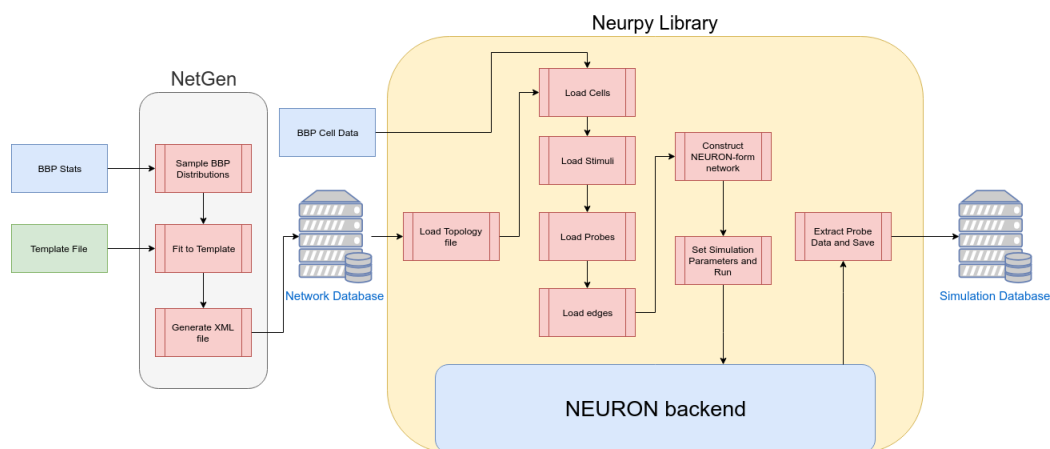 Neurpy Library
NetGen
BBP Stats
Template File
Sample BBP
Distributions
Fit to Template
Generate XML
file
Network Database
BBP Cell Data
Load Topology
file
Load Cells
Load Stimuli
Load Probes
Load edges
Construct
NEURON-form
network
Set Simulation
Parameters and
Run
NEURON backend
Extract Probe
Data and Save
Simulation Database